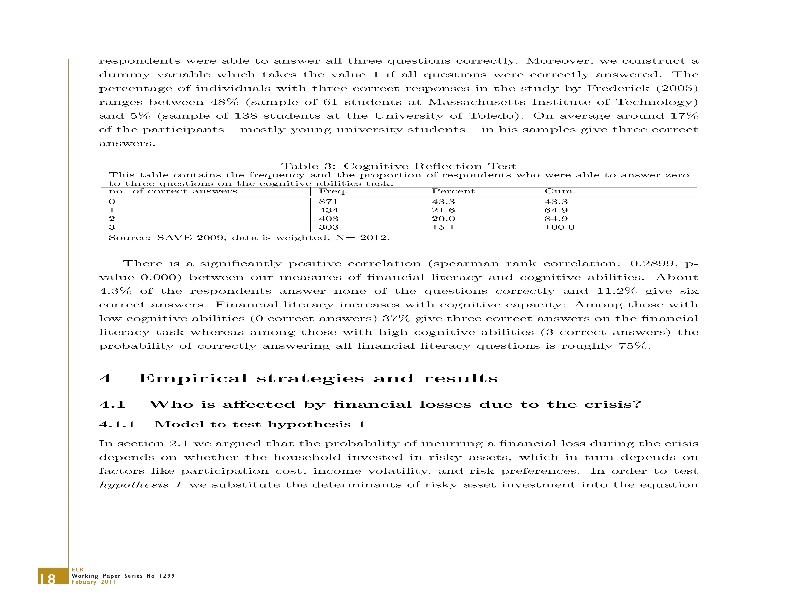 respondents were able to answer all three questions correctly. Moreover, we construct a
dummy variable which takes the value 1 if all questions were correctly answered. The
percentage of individuals with three correct responses in the study by Frederick (2005)
ranges between 48% (sample of 61 students at Massachusetts Institute of Technology)
and 5% (sample of 138 students at the University of Toledo). On average around 17%
of the participants - mostly young university students - in his samples give three correct
answers.
Table 3: Cognitive Reflection Test
This table contains the frequency and the proportion of respondents who were able to answer zero
to three questions on the cognitive abilities task.
no. of correct answers Freq. Percent Cum.
0 871 43.3 43.3
1 434 21.6 64.9
2 403 20.0 84.9
3 303 15.1 100.0
Source: SAVE 2009, data is weighted, N= 2012.
There is a significantly positive correlation (spearman rank correlation: 0.2899, p-
value 0.000) between our measures of financial literacy and cognitive abilities. About
4.3% of the respondents answer none of the questions correctly and 11.2% give six
correct answers. Financial literacy increases with cognitive capacity: Among those with
low cognitive abilities (0 correct answers) 37% give three correct answers on the financial
literacy task whereas among those with high cognitive abilities (3 correct answers) the
probability of correctly answering all financial literacy questions is roughly 75%.
4 Empirical strategies and results
4.1 Who is affected by financial losses due to the crisis?
4.1.1 Model to test hypothesis 1
In section 2.1 we argued that the probability of incurring a financial loss during the crisis
depends on whether the household invested in risky assets, which in turn depends on
factors like participation cost, income volatility, and risk preferences. In order to test
hypothesis 1 we substitute the determinants of risky asset investment into the equation
18
ECB
Working Paper Series No 1299
February 2011